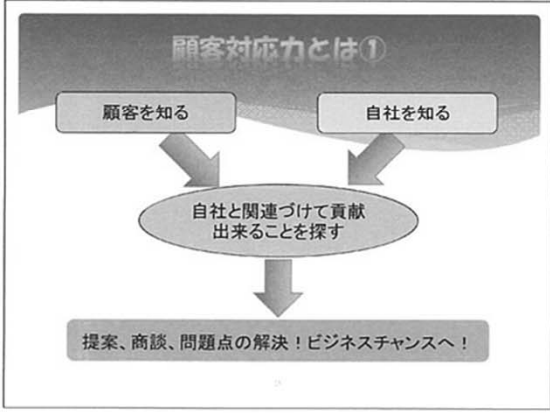 顧客対応力とは①
顧客を知る
自社を知る
自社と関連づけて貢献
出来ることを探す
提案、商談、問題点の解決！ビジネスチャンスへ！